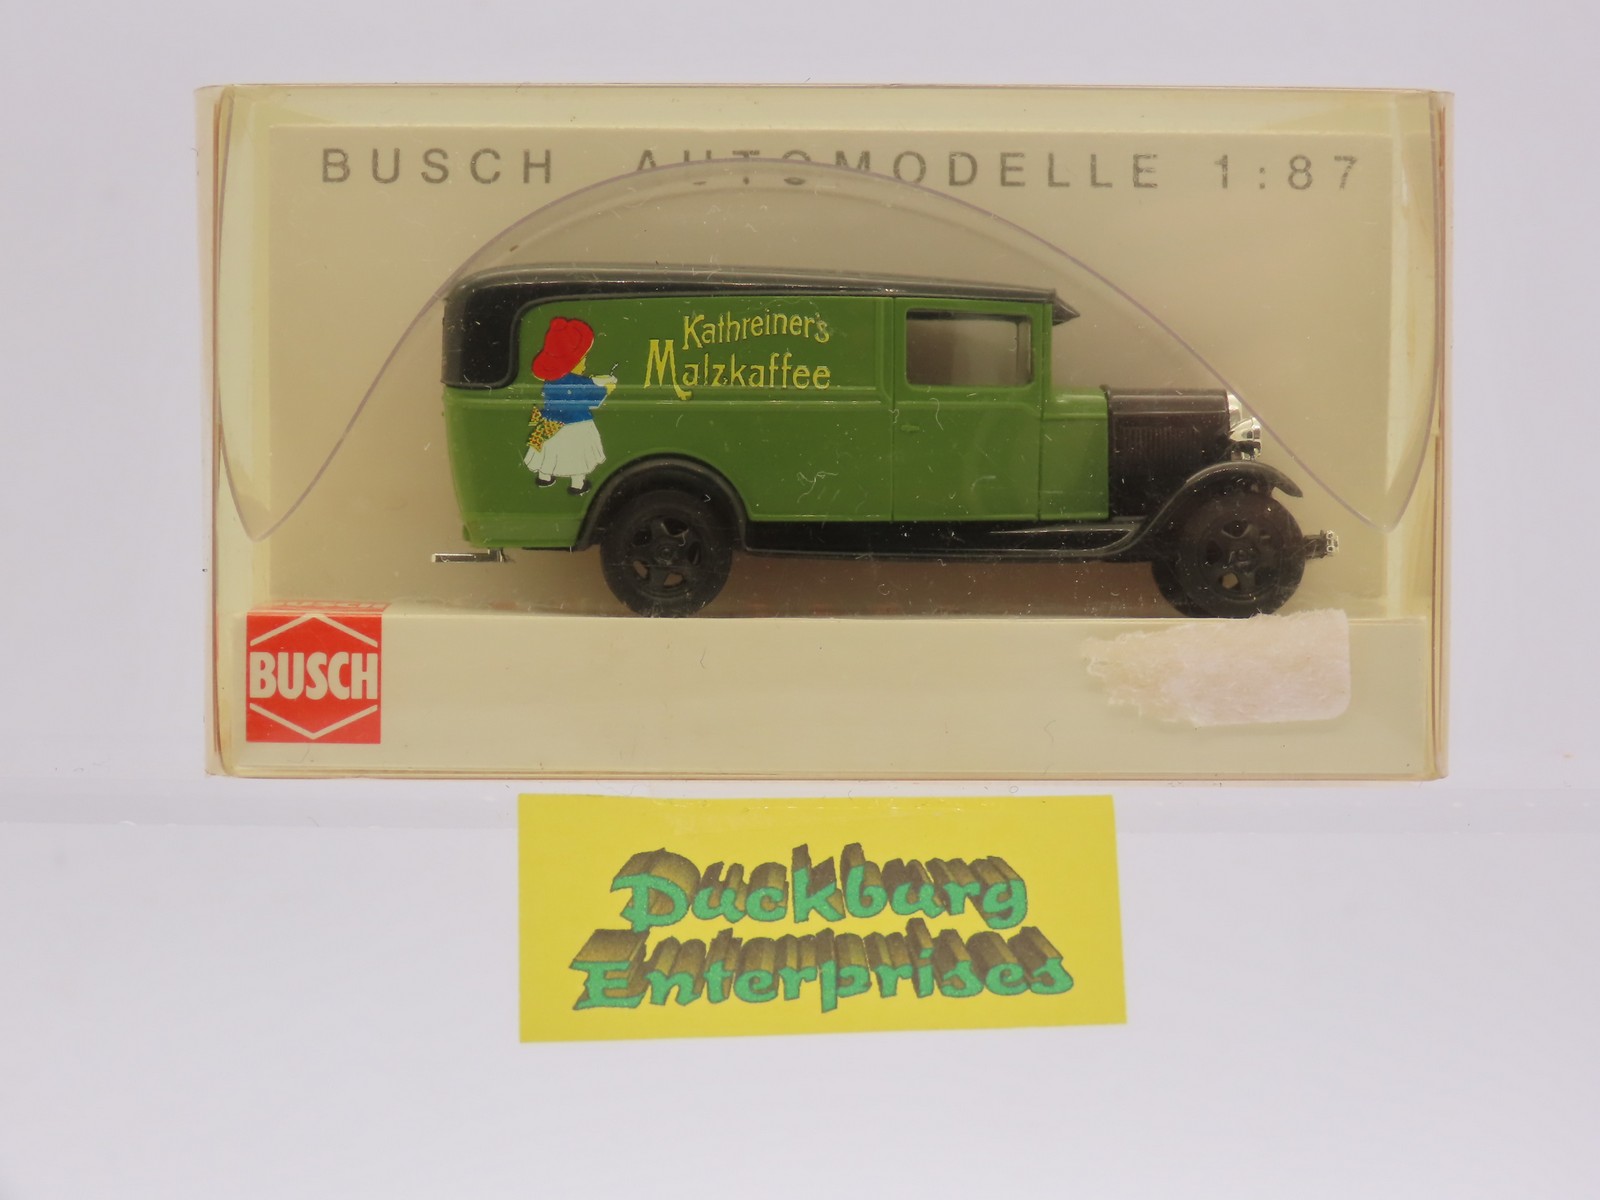 BUSCH AUTOMODELLE 1:87
Kathreiner's
Malzkaffee
BUSCH
Duckburg
Enterprises